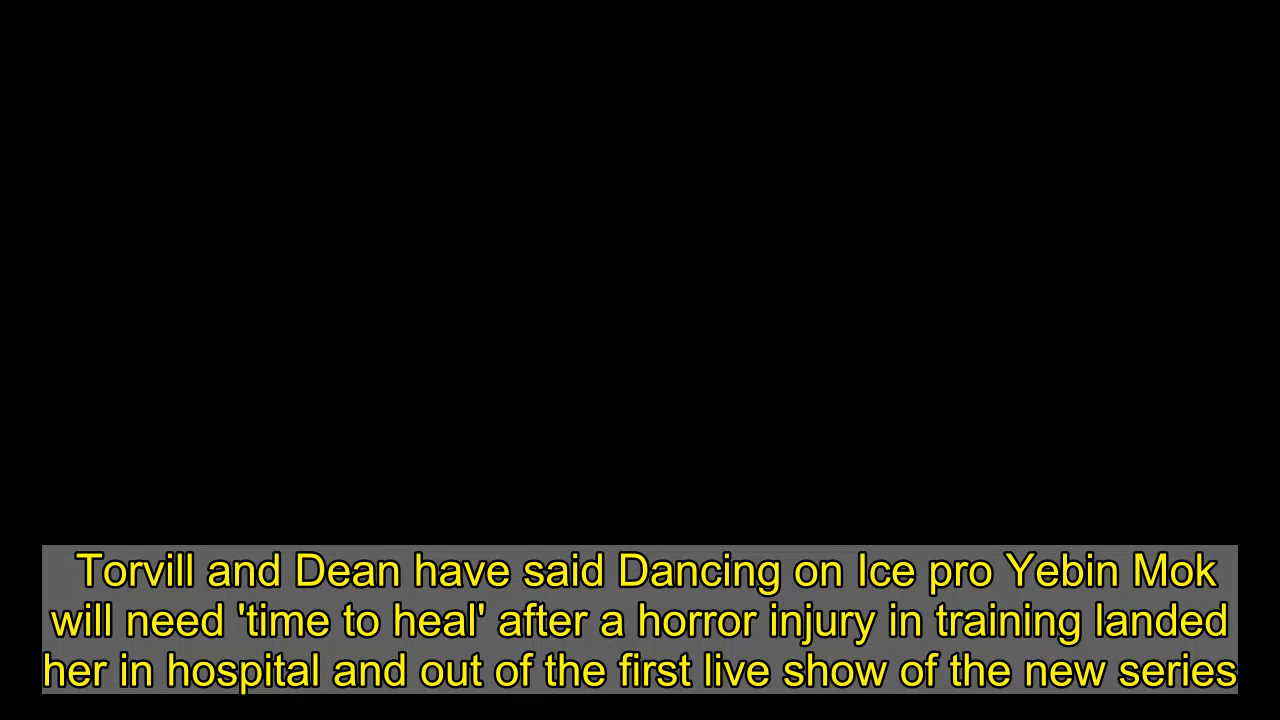 Torvill and Dean have said Dancing on Ice pro Yebin Mok
will need 'time to heal' after a horror injury in training landed
her in hospital and out of the first live show of the new series